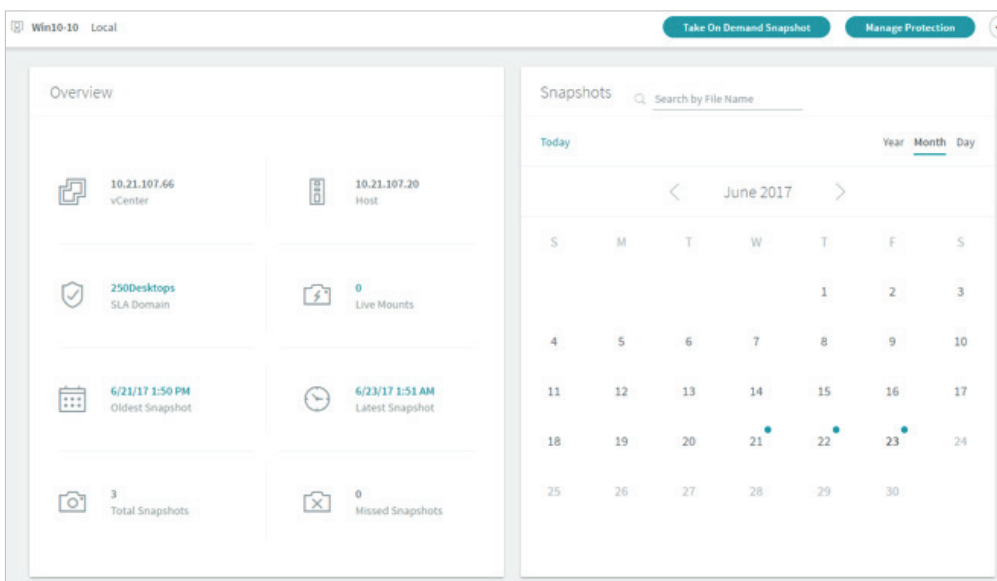 Win10-10 Local
Take On Demand Snapshot
Manage Protection
Overview
10.21.107.66
vCenter
10.21.107.20
Host
250Desktops
SLA Domain
0
Live Mounts
6/21/17 1:50 PM
Oldest Snapshot
6/23/17 1:51 AM
Latest Snapshot
3
Total Snapshots
0
Missed Snapshots
Snapshots
Search by File Name
Today
Year Month Day
June 2017
S M T W T F S
1 2 3
4 5 6 7 8 9 10
11 12 13 14 15 16 17
18 19 20 21 22 23 24
25 26 27 28 29 30